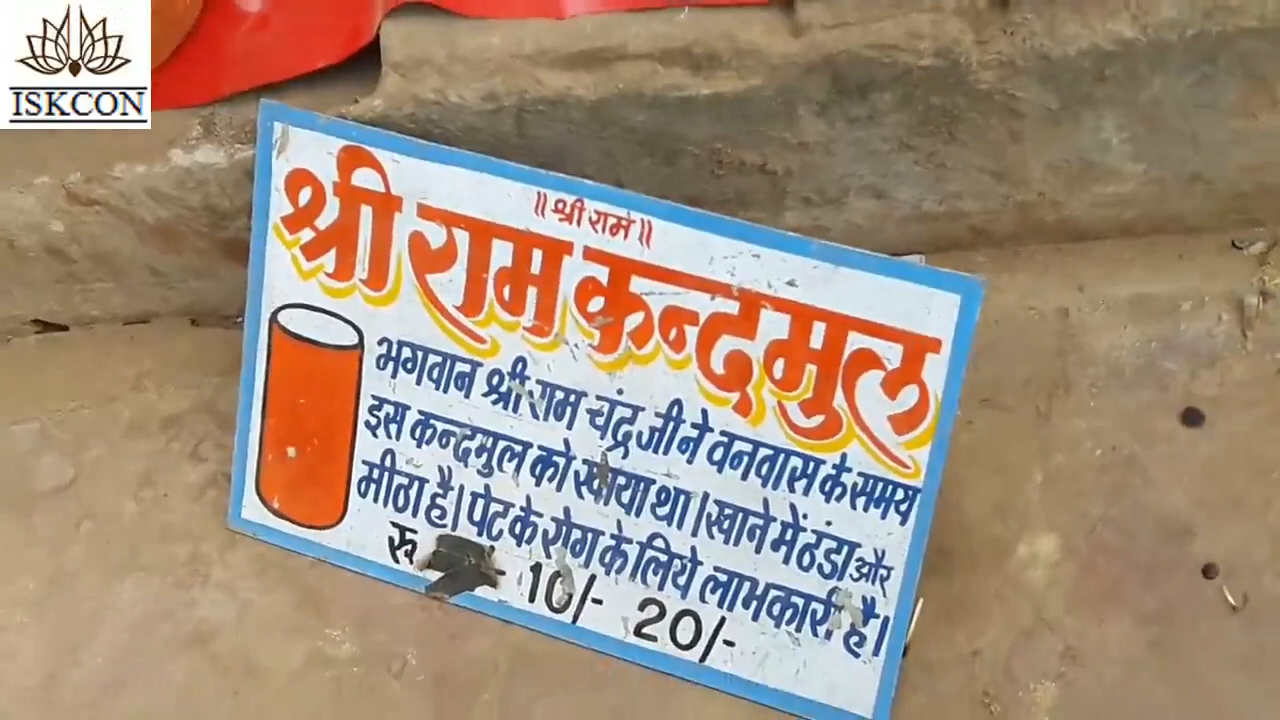 ISKCON
॥ श्री राम ॥
श्री राम कन्दमुल
भगवान श्री राम चंद्र जी ने वनवास के समय
इस कन्दमुल को खाया था । खाने में ठंडा और
मीठा है । पेट के रोग के लिये लाभकारी है ।
रु 10/- 20/-